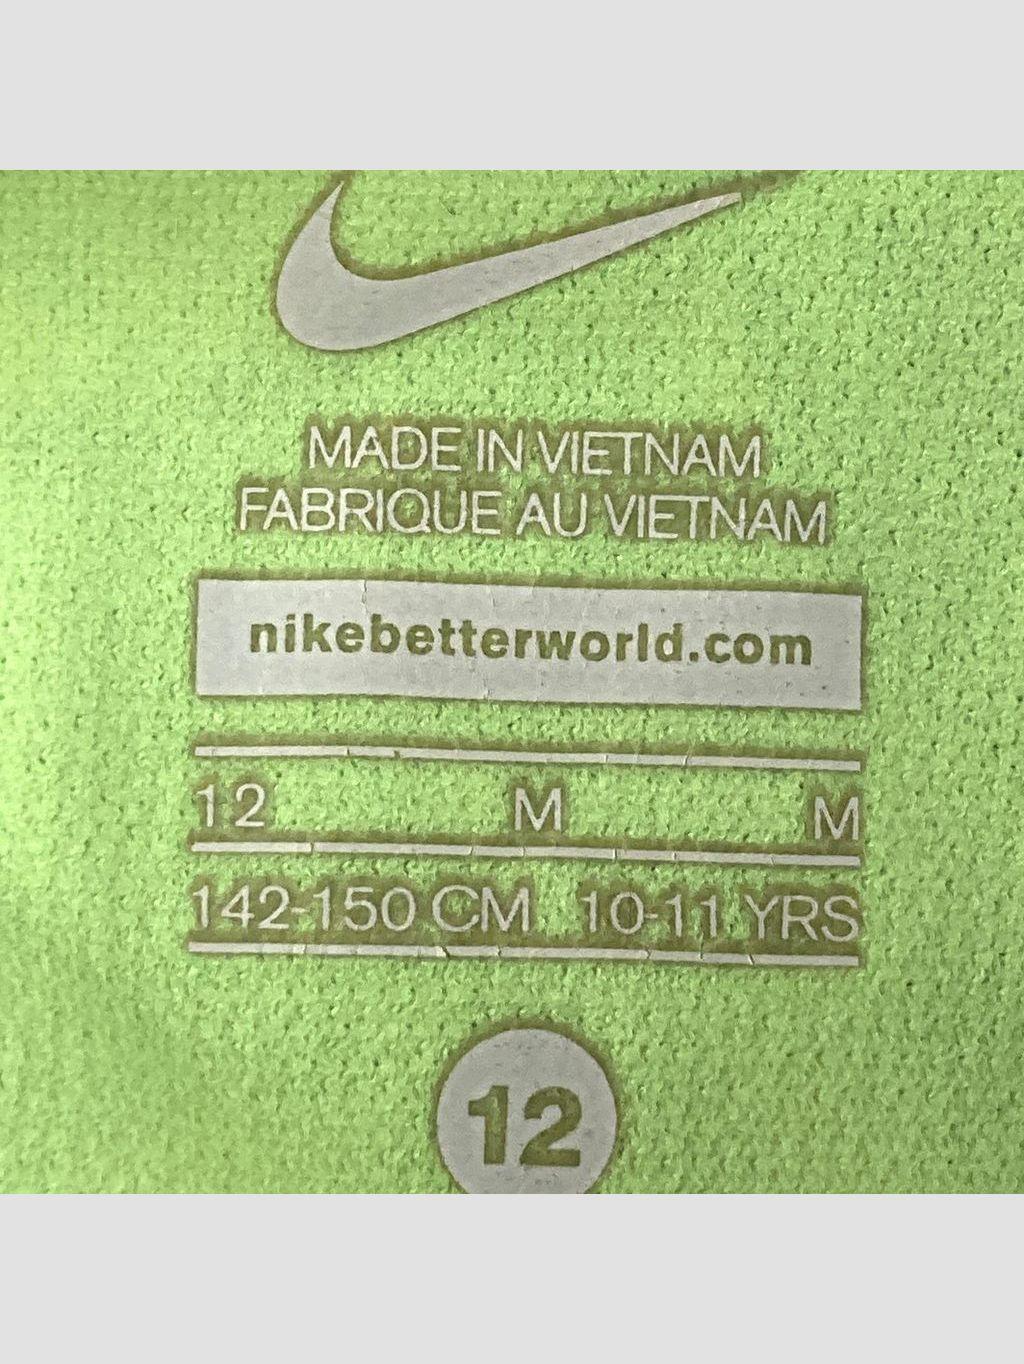 MADE IN VIETNAM
FABRIQUE AU VIETNAM
nikebetterworld.com
12 M M
142-150 CM 10-11 YRS
12